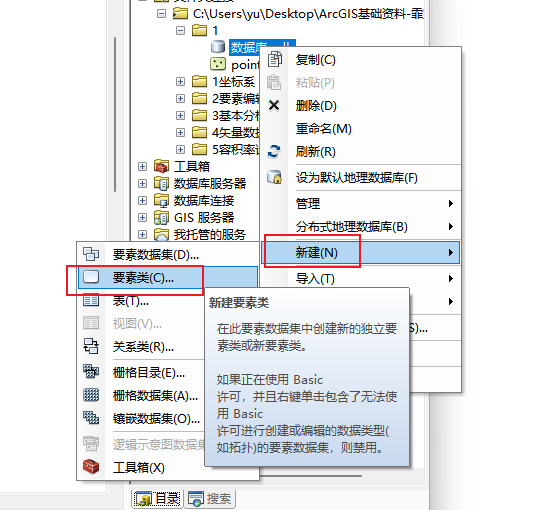 C:\Users\yu\Desktop\ArcGIS基础资料-霏
1
数据库
point
1坐标系
2要素编辑
3基本分析
4矢量数据
5容积率
工具箱
数据库服务器
数据库连接
GIS 服务器
我托管的服务
复制(C)
粘贴(P)
删除(D)
重命名(M)
刷新(R)
设为默认地理数据库(F)
管理
分布式地理数据库(B)
新建(N)
导入(T)
S)...
要素数据集(D)...
要素类(C)...
表(T)...
视图(V)...
关系类(R)...
栅格目录(E)...
栅格数据集(A)...
镶嵌数据集(O)...
逻辑示意图数据集
工具箱(X)
新建要素类
在此要素数据集中创建新的独立要
素类或新要素类。
如果正在使用 Basic
许可，并且右键单击包含了无法使
用 Basic
许可进行创建或编辑的数据类型(
如拓扑)的要素数据集，则禁用。
目录
搜索